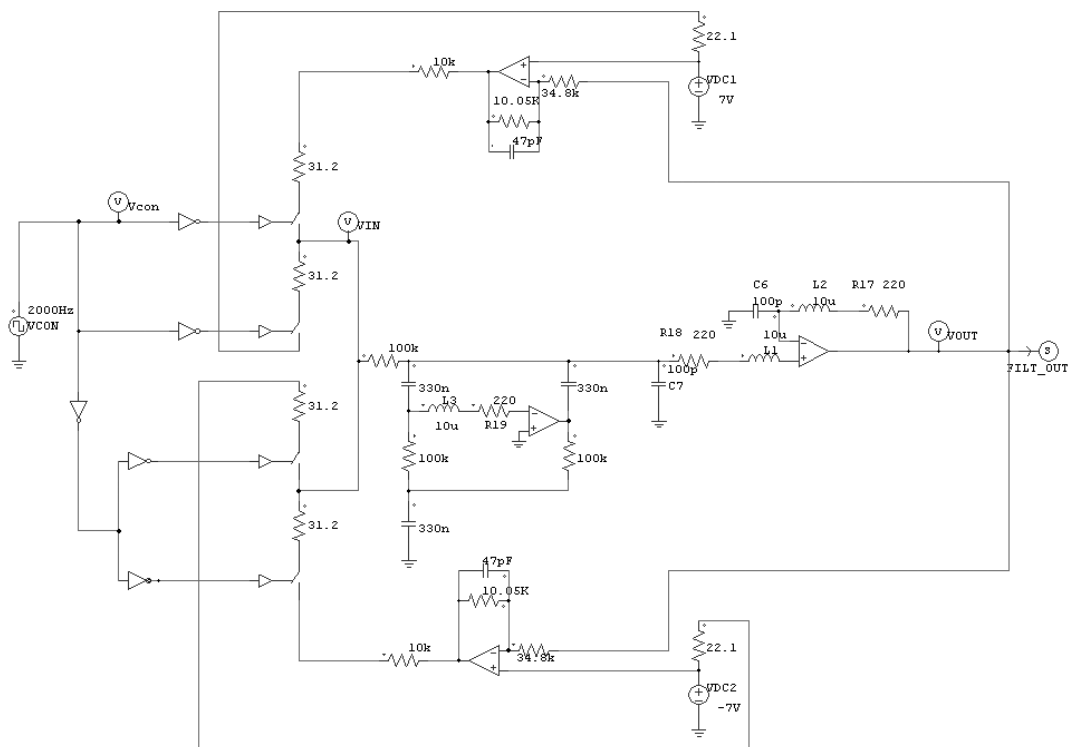 22.1
10k
V
DC1
7V
34.8k
10.05K
47pF
31.2
V
Vcon
V
VIN
31.2
2000Hz
VCON
C6
100p
L2
10u
R17 220
R18 220
10u
L1
V
VOUT
S
FILT_OUT
100k
330n
330n
100p
C7
L3
10u
220
R19
31.2
100k
100k
31.2
330n
47pF
10.05K
10k
34.8k
22.1
VDC2
-7V